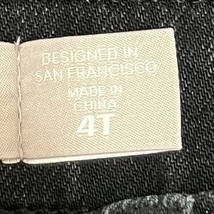 DESIGNED IN
SAN FRANCISCO
MADE IN
CHINA
4T